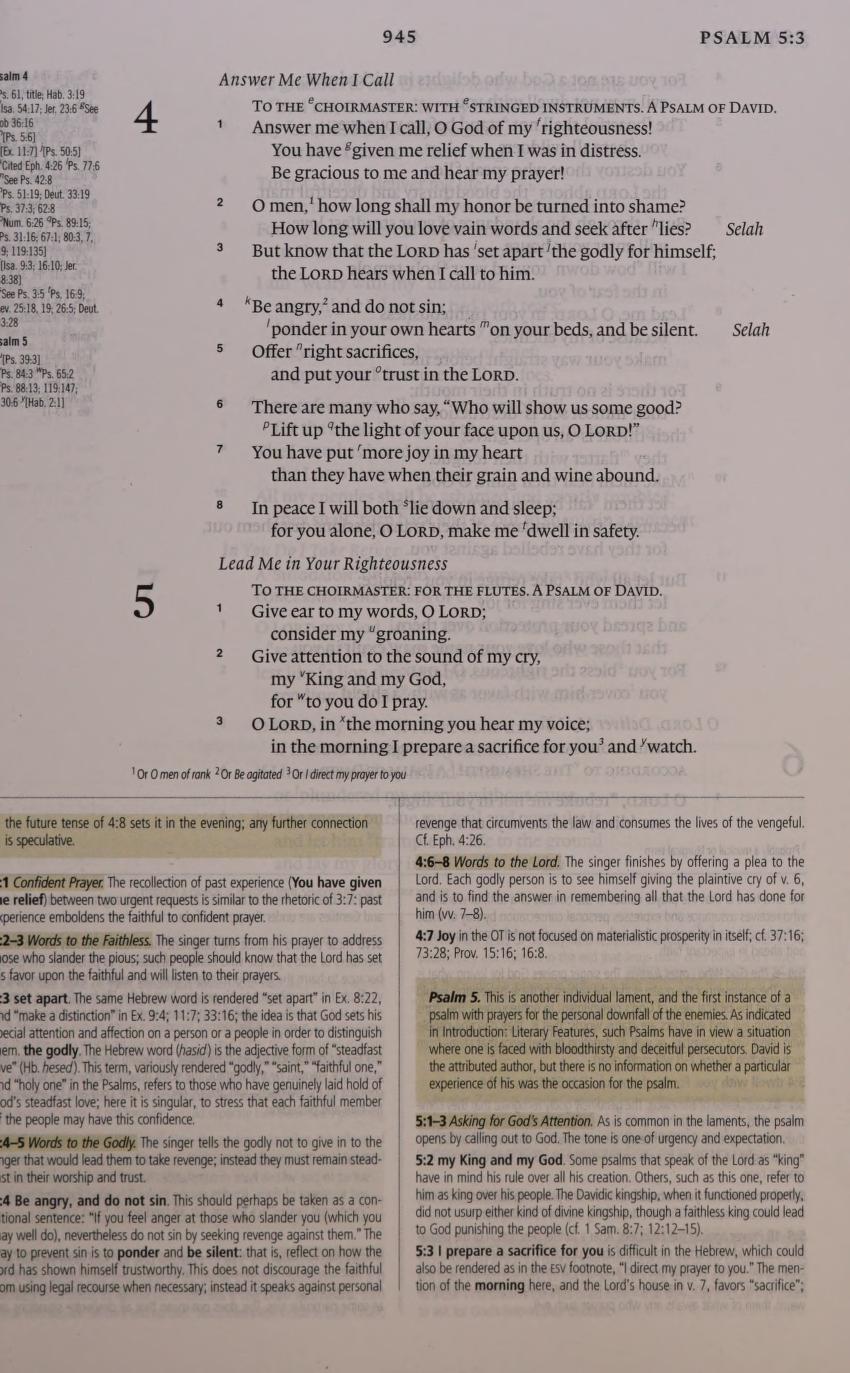 945
PSALM 5:3
salm 4
s. 61, title; Hab. 3:19
Isa. 54:17; Jer. 23:6 gSee
ob 36:16
[Ps. 5:6]
[Ex. 11:7] j[Ps. 50:5]
Cited Eph. 4:26 lPs. 77:6
See Ps. 42:8
Ps. 51:19; Deut. 33:19
Ps. 37:3; 62:8
Num. 6:26 qPs. 89:15;
Ps. 31:16; 67:1; 80:3, 7,
9; 119:135]
[Isa. 9:3; 16:10; Jer.
8:38]
See Ps. 3:5 tPs. 16:9;
ev. 25:18, 19; 26:5; Deut.
3:28
salm 5
[Ps. 39:3]
Ps. 84:3 wPs. 65:2
Ps. 88:13; 119:147;
30:6 y[Hab. 2:1]
Answer Me When I Call
4
TO THE eCHOIRMASTER: WITH eSTRINGED INSTRUMENTS. A PSALM OF DAVID.
1 Answer me when I call, O God of my frighteousness!
You have ggiven me relief when I was in distress.
Be gracious to me and hear my prayer!
2 O men,1 how long shall my honor be turned into shame?
How long will you love vain words and seek after hlies? Selah
3 But know that the LORD has iset apart jthe godly for himself;
the LORD hears when I call to him.
4 kBe angry,2 and do not sin;
lponder in your own hearts mon your beds, and be silent. Selah
5 Offer nright sacrifices,
and put your otrust in the LORD.
6 There are many who say, “Who will show us some good?
pLift up qthe light of your face upon us, O LORD!”
7 You have put rmore joy in my heart
than they have when their grain and wine abound.
8 In peace I will both slie down and sleep;
for you alone, O LORD, make me tdwell in safety.
Lead Me in Your Righteousness
5
TO THE CHOIRMASTER: FOR THE FLUTES. A PSALM OF DAVID.
1 Give ear to my words, O LORD;
consider my ugroaning.
2 Give attention to the sound of my cry,
my vKing and my God,
for wto you do I pray.
3 O LORD, in xthe morning you hear my voice;
in the morning I prepare a sacrifice for you3 and ywatch.
1 Or O men of rank 2 Or Be agitated 3 Or I direct my prayer to you
the future tense of 4:8 sets it in the evening; any further connection
is speculative.
:1 Confident Prayer. The recollection of past experience (You have given
e relief) between two urgent requests is similar to the rhetoric of 3:7: past
xperience emboldens the faithful to confident prayer.
:2–3 Words to the Faithless. The singer turns from his prayer to address
ose who slander the pious; such people should know that the Lord has set
s favor upon the faithful and will listen to their prayers.
:3 set apart. The same Hebrew word is rendered “set apart” in Ex. 8:22,
nd “make a distinction” in Ex. 9:4; 11:7; 33:16; the idea is that God sets his
pecial attention and affection on a person or a people in order to distinguish
em. the godly. The Hebrew word (hasid) is the adjective form of “steadfast
ve” (Hb. hesed). This term, variously rendered “godly,” “saint,” “faithful one,”
nd “holy one” in the Psalms, refers to those who have genuinely laid hold of
od’s steadfast love; here it is singular, to stress that each faithful member
f the people may have this confidence.
:4–5 Words to the Godly. The singer tells the godly not to give in to the
nger that would lead them to take revenge; instead they must remain stead-
st in their worship and trust.
:4 Be angry, and do not sin. This should perhaps be taken as a con-
tional sentence: “If you feel anger at those who slander you (which you
ay well do), nevertheless do not sin by seeking revenge against them.” The
ay to prevent sin is to ponder and be silent: that is, reflect on how the
ord has shown himself trustworthy. This does not discourage the faithful
om using legal recourse when necessary; instead it speaks against personal
revenge that circumvents the law and consumes the lives of the vengeful.
Cf. Eph. 4:26.
4:6–8 Words to the Lord. The singer finishes by offering a plea to the
Lord. Each godly person is to see himself giving the plaintive cry of v. 6,
and is to find the answer in remembering all that the Lord has done for
him (vv. 7–8).
4:7 Joy in the OT is not focused on materialistic prosperity in itself; cf. 37:16;
73:28; Prov. 15:16; 16:8.
Psalm 5. This is another individual lament, and the first instance of a
psalm with prayers for the personal downfall of the enemies. As indicated
in Introduction: Literary Features, such Psalms have in view a situation
where one is faced with bloodthirsty and deceitful persecutors. David is
the attributed author, but there is no information on whether a particular
experience of his was the occasion for the psalm.
5:1–3 Asking for God’s Attention. As is common in the laments, the psalm
opens by calling out to God. The tone is one of urgency and expectation.
5:2 my King and my God. Some psalms that speak of the Lord as “king”
have in mind his rule over all his creation. Others, such as this one, refer to
him as king over his people. The Davidic kingship, when it functioned properly,
did not usurp either kind of divine kingship, though a faithless king could lead
to God punishing the people (cf. 1 Sam. 8:7; 12:12–15).
5:3 I prepare a sacrifice for you is difficult in the Hebrew, which could
also be rendered as in the ESV footnote, “I direct my prayer to you.” The men-
tion of the morning here, and the Lord’s house in v. 7, favors “sacrifice”;